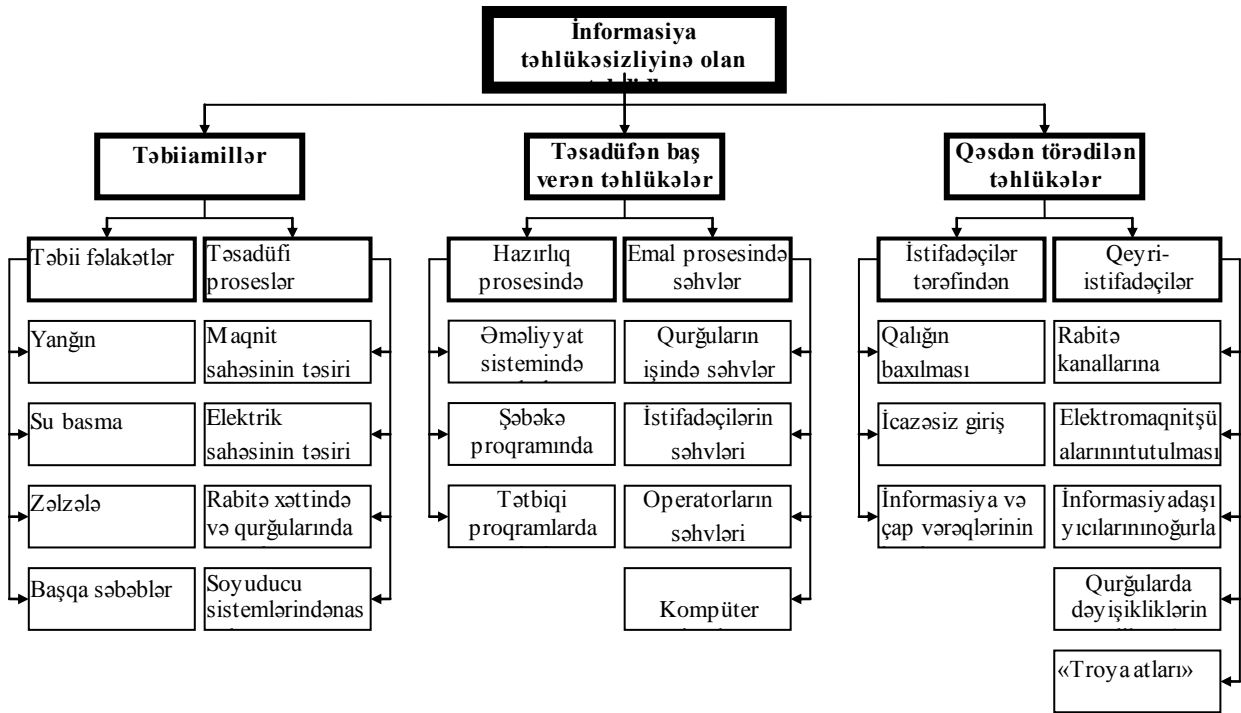 İnformasiya
təhlükəsizliyinə olan
Təbiiamillər
Təsadüfən baş
verən təhlükələr
Qəsdən törədilən
təhlükələr
Təbii fəlakətlər
Təsadüfi
proseslər
Hazırlıq
prosesində
Emal prosesində
səhvlər
İstifadəçilər
tərəfindən
Qeyri-
istifadəçilər
Yanğın
Maqnit
sahəsinin təsiri
Əməliyyat
sistemində
Qurğuların
işində səhvlər
Qalığın
baxılması
Rabitə
kanallarına
Su basma
Elektrik
sahəsinin təsiri
Şəbəkə
proqramında
İstifadəçilərin
səhvləri
İcazəsiz giriş
Elektromaqnitşü
alarınıntutulması
Zəlzələ
Rabitə xəttində
və qurğularında
Tətbiqi
proqramlarda
Operatorların
səhvləri
İnformasiya və
çap vərəqlərinin
İnformasiyadaşı
yıcılarınınoğurla
Başqa səbəblər
Soyuducu
sistemlərindənas
Kompüter
Qurğularda
dəyişikliklərin
«Troya atları»